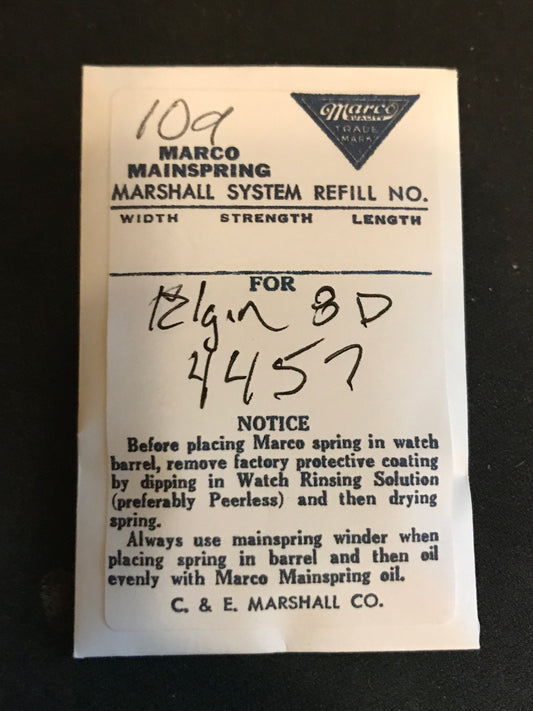 109
Marco
QUALITY
TRADE
MARK
MARCO
MAINSPRING
MARSHALL SYSTEM REFILL NO.
WIDTH STRENGTH LENGTH
FOR
Elgin 8 D
4457
NOTICE
Before placing Marco spring in watch
barrel, remove factory protective coating
by dipping in Watch Rinsing Solution
(preferably Peerless) and then drying
spring.
Always use mainspring winder when
placing spring in barrel and then oil
evenly with Marco Mainspring oil.
C. & E. MARSHALL CO.